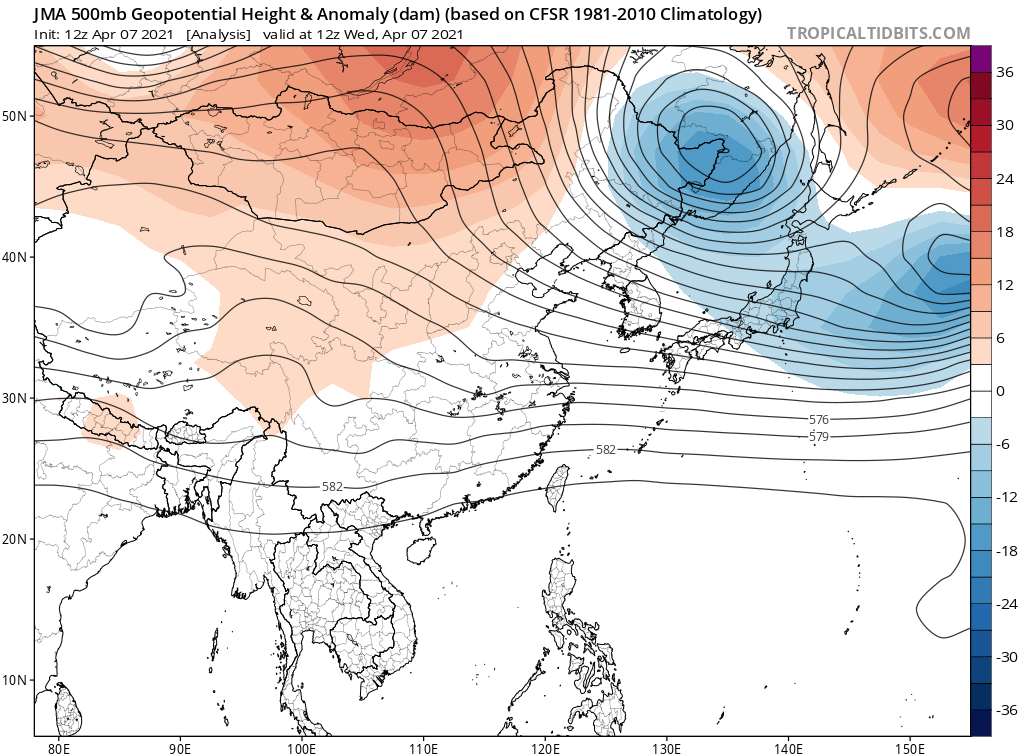 JMA 500mb Geopotential Height & Anomaly (dam) (based on CFSR 1981-2010 Climatology)
Init: 12z Apr 07 2021 [Analysis] valid at 12z Wed, Apr 07 2021
TROPICALTIDBITS.COM
50N
40N
30N
20N
10N
80E 90E 100E 110E 120E 130E 140E 150E
576
579
582
582
36
30
24
18
12
6
0
-6
-12
-18
-24
-30
-36